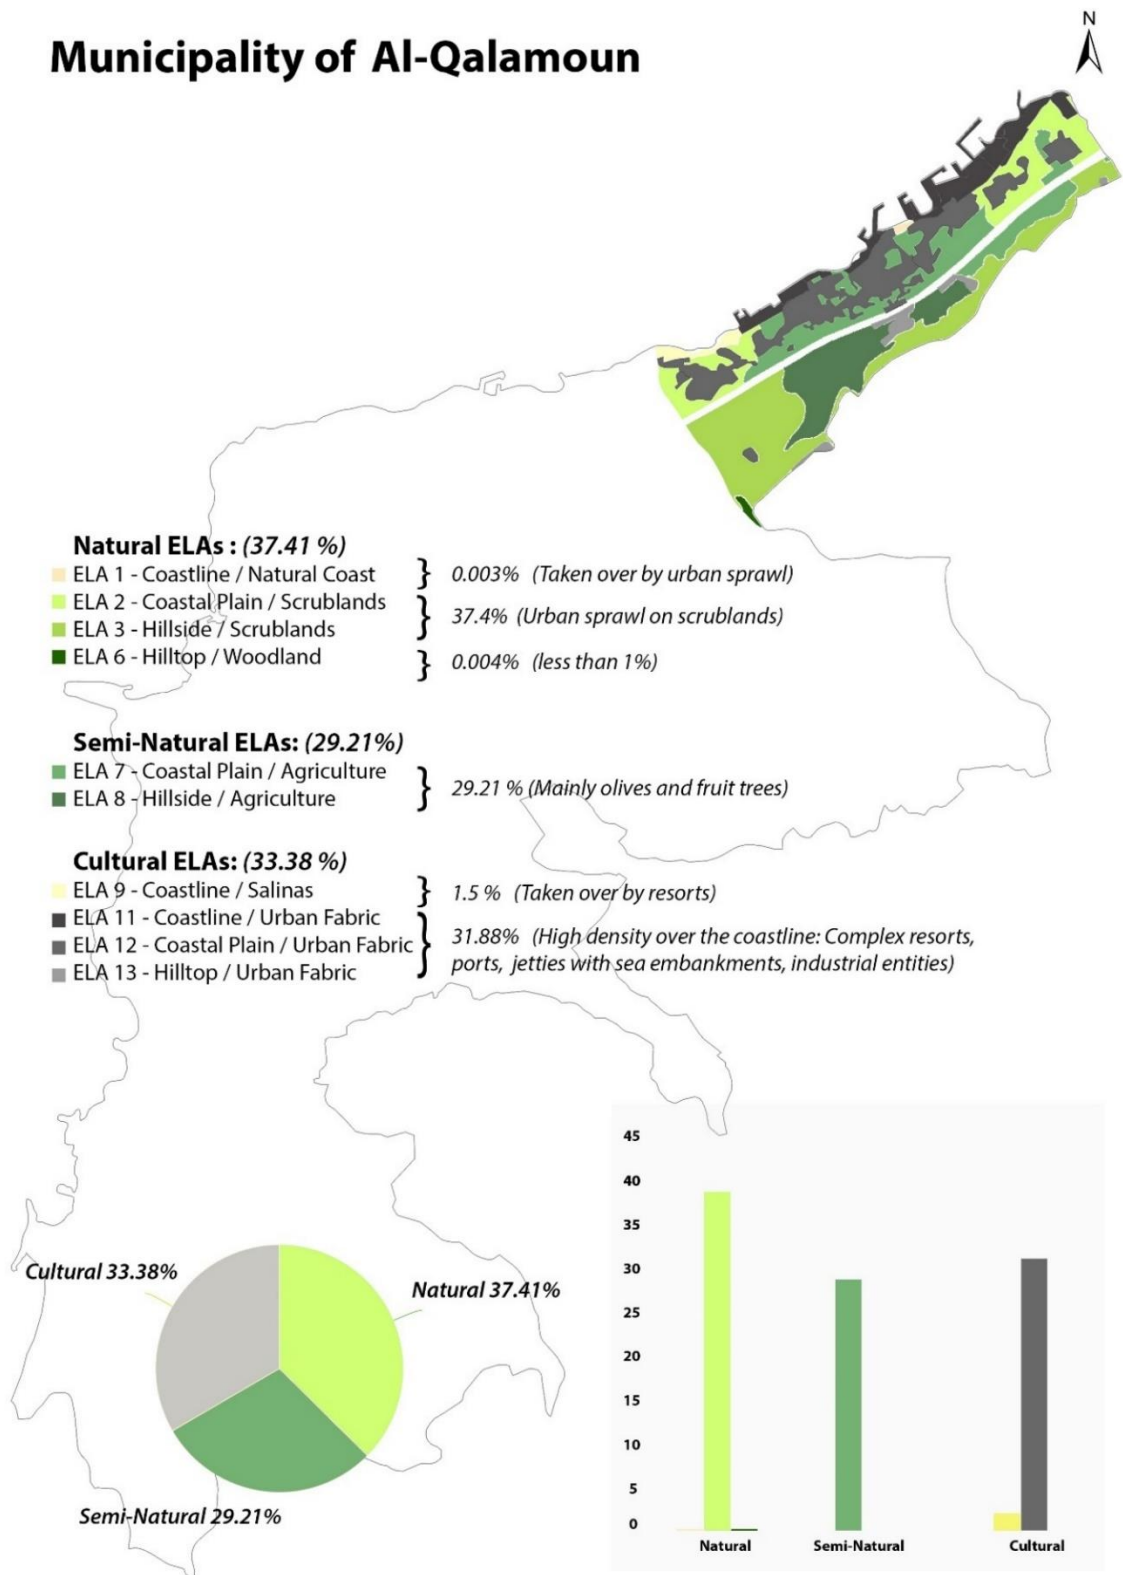 N
Municipality of Al-Qalamoun
Natural ELAs : (37.41 %)
ELA 1 - Coastline / Natural Coast } 0.003% (Taken over by urban sprawl)
ELA 2 - Coastal Plain / Scrublands
ELA 3 - Hillside / Scrublands } 37.4% (Urban sprawl on scrublands)
ELA 6 - Hilltop / Woodland } 0.004% (less than 1%)
Semi-Natural ELAs: (29.21%)
ELA 7 - Coastal Plain / Agriculture
ELA 8 - Hillside / Agriculture } 29.21 % (Mainly olives and fruit trees)
Cultural ELAs: (33.38 %)
ELA 9 - Coastline / Salinas } 1.5 % (Taken over by resorts)
ELA 11 - Coastline / Urban Fabric
ELA 12 - Coastal Plain / Urban Fabric } 31.88% (High density over the coastline: Complex resorts,
ELA 13 - Hilltop / Urban Fabric ports, jetties with sea embankments, industrial entities)
Cultural 33.38%
Natural 37.41%
Semi-Natural 29.21%
45
40
35
30
25
20
15
10
5
0
Natural Semi-Natural Cultural